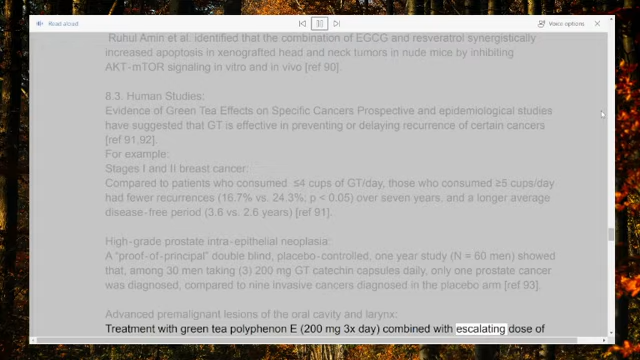 Read aloud
Voice options
Ruhul Amin et al. identified that the combination of EGCG and resveratrol synergistically
increased apoptosis in xenografted head and neck tumors in nude mice by inhibiting
AKT-mTOR signaling in vitro and in vivo [ref 90].
8.3. Human Studies:
Evidence of Green Tea Effects on Specific Cancers Prospective and epidemiological studies
have suggested that GT is effective in preventing or delaying recurrence of certain cancers
[ref 91,92].
For example:
Stages I and II breast cancer:
Compared to patients who consumed ≤4 cups of GT/day, those who consumed ≥5 cups/day
had fewer recurrences (16.7% vs. 24.3%; p < 0.05) over seven years, and a longer average
disease-free period (3.6 vs. 2.6 years) [ref 91].
High-grade prostate intra-epithelial neoplasia:
A “proof-of-principal” double blind, placebo-controlled, one year study (N = 60 men) showed
that, among 30 men taking (3) 200 mg GT catechin capsules daily, only one prostate cancer
was diagnosed, compared to nine invasive cancers diagnosed in the placebo arm [ref 93].
Advanced premalignant lesions of the oral cavity and larynx:
Treatment with green tea polyphenon E (200 mg 3x day) combined with escalating dose of